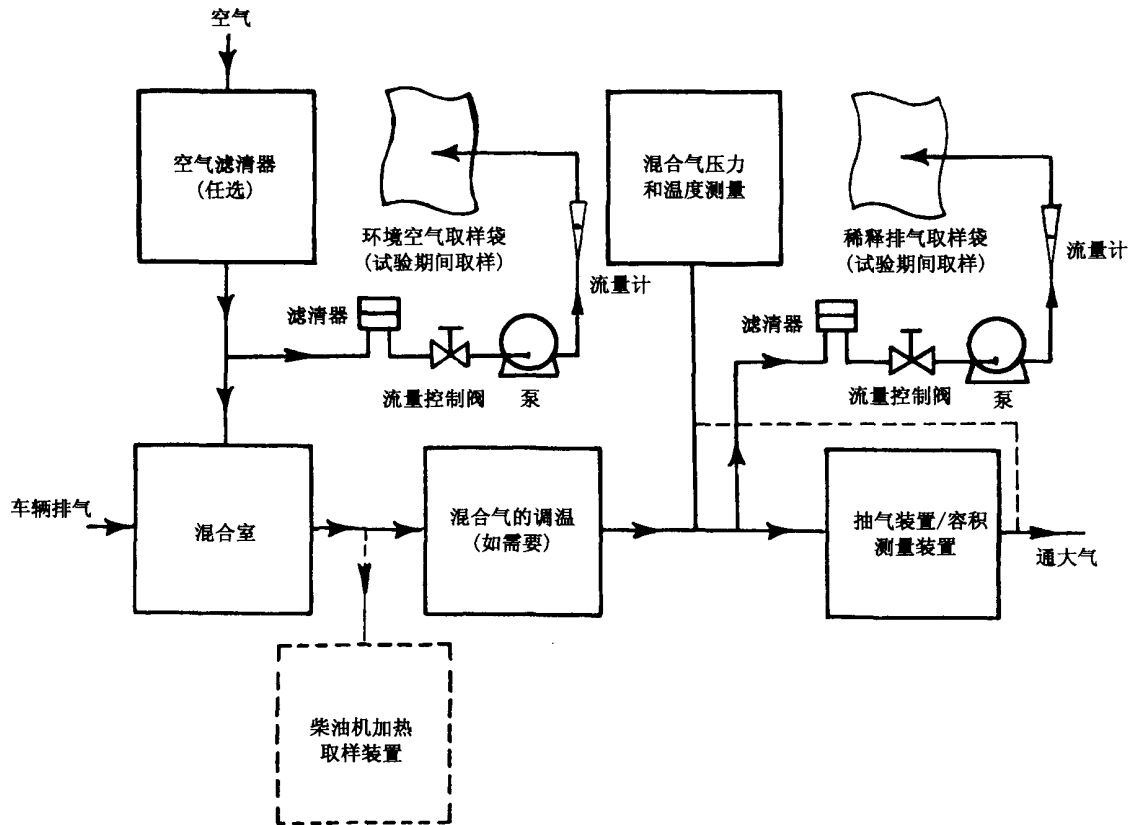 空气
空气滤清器
(任选)
环境空气取样袋
(试验期间取样)
流量计
滤清器
流量控制阀
泵
混合气压力
和温度测量
稀释排气取样袋
(试验期间取样)
流量计
滤清器
流量控制阀
泵
车辆排气
混合室
混合气的调温
(如需要)
抽气装置/容积
测量装置
通大气
柴油机加热
取样装置